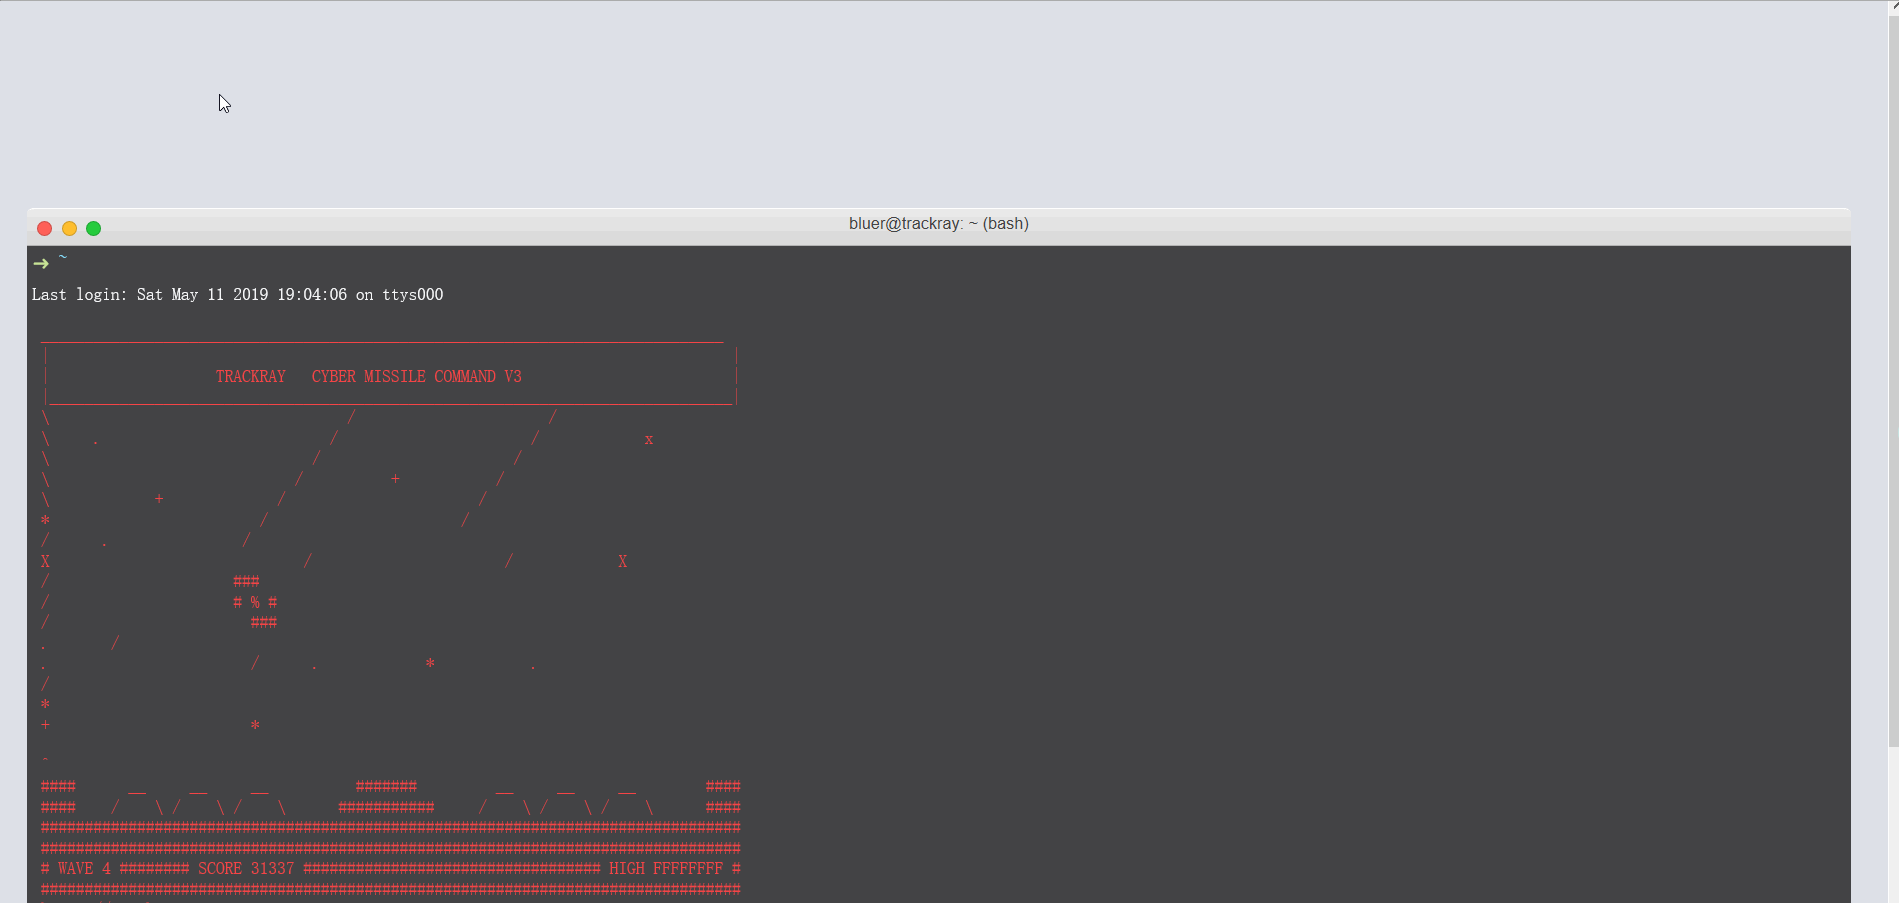 bluer@trackray: ~ (bash)
➜ ~
Last login: Sat May 11 2019 19:04:06 on ttys000
TRACKRAY   CYBER MISSILE COMMAND V3
\                                  /                      /
\     .                          /                      /            x
\                              /                      /
\                            /          +           /
\            +             /                      /
*                        /                      /
/      .               /
X                             /                      /            X
/                     ###
/                     # % #
/                       ###
.       /
.                       /      .            *           .
/
*
+                       *
^
####      __     __     __          #######         __     __     __        ####
####    /    \ /    \ /    \      ###########     /    \ /    \ /    \      ####
################################################################################
################################################################################
# WAVE 4 ######## SCORE 31337 ################################## HIGH FFFFFFFF #
################################################################################